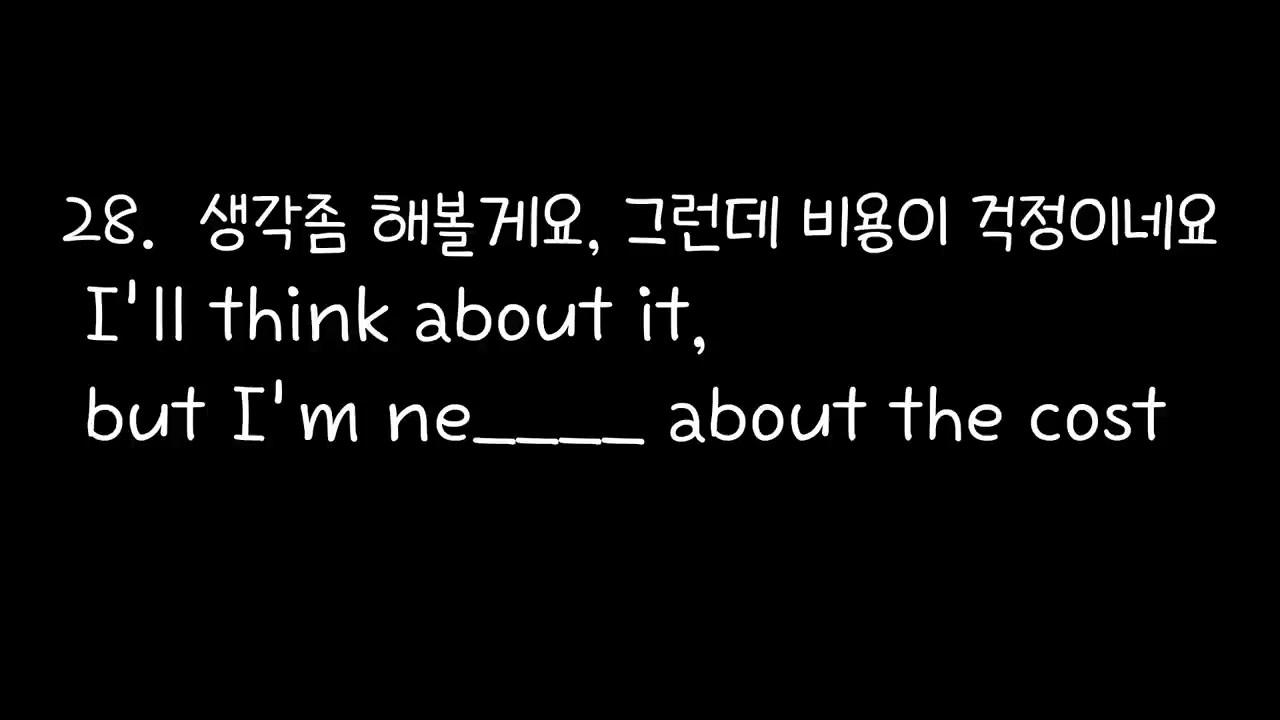 28. 생각좀 해볼게요, 그런데 비용이 걱정이네요
I'll think about it,
but I'm ne____ about the cost